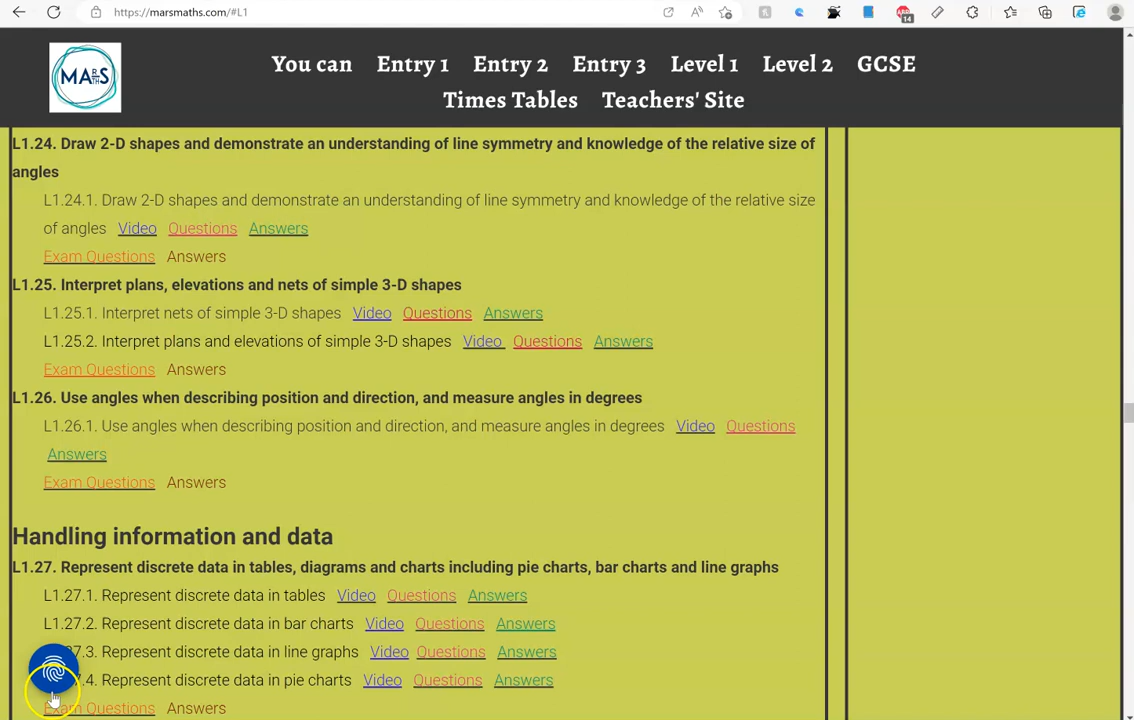 https://marsmaths.com/#L1
14
MARS
MATH
You can Entry 1 Entry 2 Entry 3 Level 1 Level 2 GCSE
Times Tables Teachers' Site
L1.24. Draw 2-D shapes and demonstrate an understanding of line symmetry and knowledge of the relative size of
angles
L1.24.1. Draw 2-D shapes and demonstrate an understanding of line symmetry and knowledge of the relative size
of angles Video Questions Answers
Exam Questions Answers
L1.25. Interpret plans, elevations and nets of simple 3-D shapes
L1.25.1. Interpret nets of simple 3-D shapes Video Questions Answers
L1.25.2. Interpret plans and elevations of simple 3-D shapes Video Questions Answers
Exam Questions Answers
L1.26. Use angles when describing position and direction, and measure angles in degrees
L1.26.1. Use angles when describing position and direction, and measure angles in degrees Video Questions
Answers
Exam Questions Answers
Handling information and data
L1.27. Represent discrete data in tables, diagrams and charts including pie charts, bar charts and line graphs
L1.27.1. Represent discrete data in tables Video Questions Answers
L1.27.2. Represent discrete data in bar charts Video Questions Answers
7.3. Represent discrete data in line graphs Video Questions Answers
7.4. Represent discrete data in pie charts Video Questions Answers
Exam Questions Answers